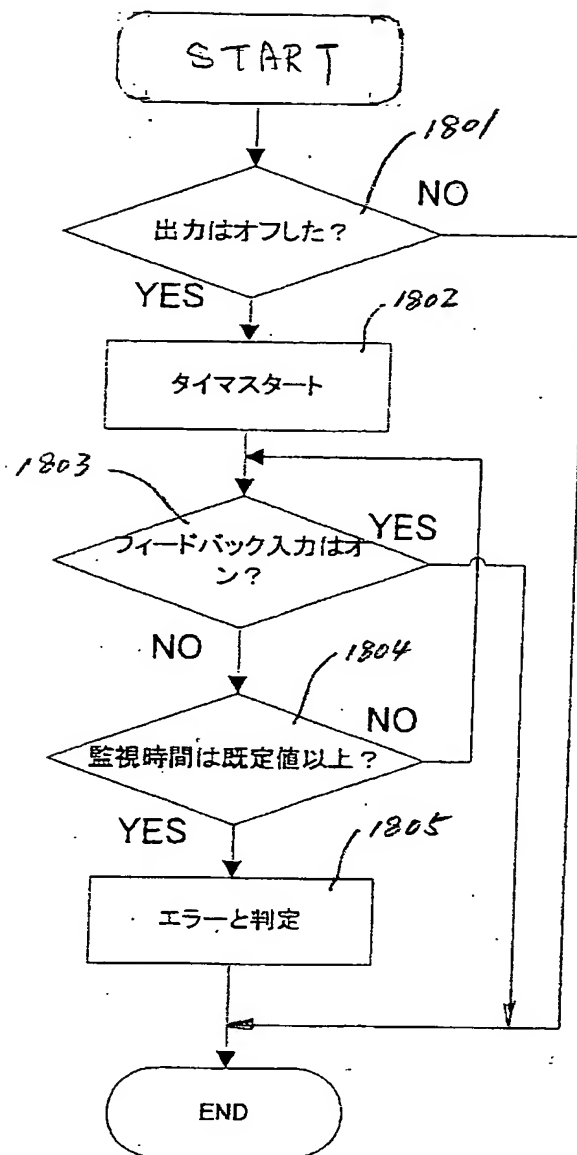 START
1801
NO
出力はオフした?
YES
1802
タイマスタート
1803
YES
フィードバック入力はオ
ン?
NO
1804
NO
監視時間は既定値以上?
YES
1805
エラーと判定
END